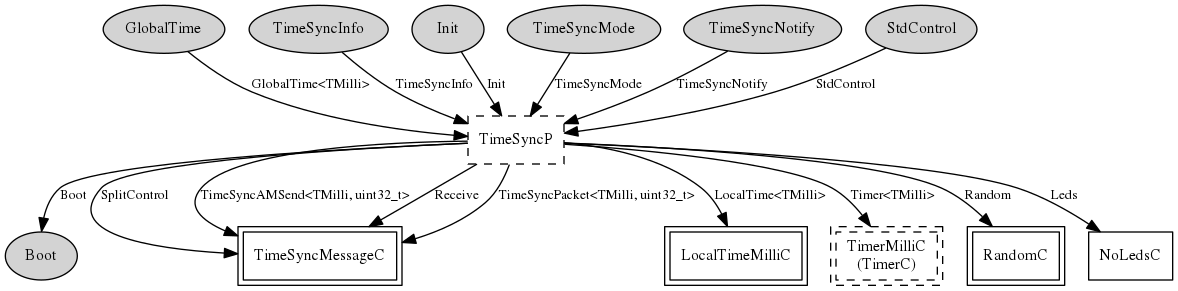 GlobalTime
TimeSyncInfo
Init
TimeSyncMode
TimeSyncNotify
StdControl
GlobalTime<TMilli>
TimeSyncInfo
Init
TimeSyncMode
TimeSyncNotify
StdControl
TimeSyncP
Boot
SplitControl
TimeSyncAMSend<TMilli, uint32_t>
Receive
TimeSyncPacket<TMilli, uint32_t>
LocalTime<TMilli>
Timer<TMilli>
Random
Leds
Boot
TimeSyncMessageC
LocalTimeMilliC
TimerMilliC
(TimerC)
RandomC
NoLedsC